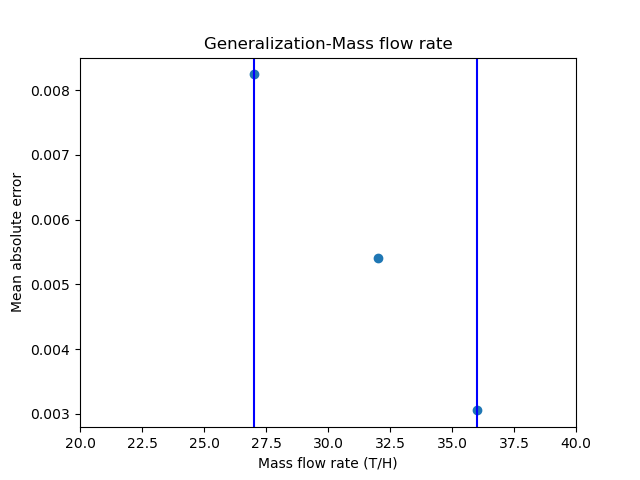 Generalization-Mass flow rate
0.008
0.007
0.006
0.005
0.004
0.003
Mean absolute error
20.0 22.5 25.0 27.5 30.0 32.5 35.0 37.5 40.0
Mass flow rate (T/H)